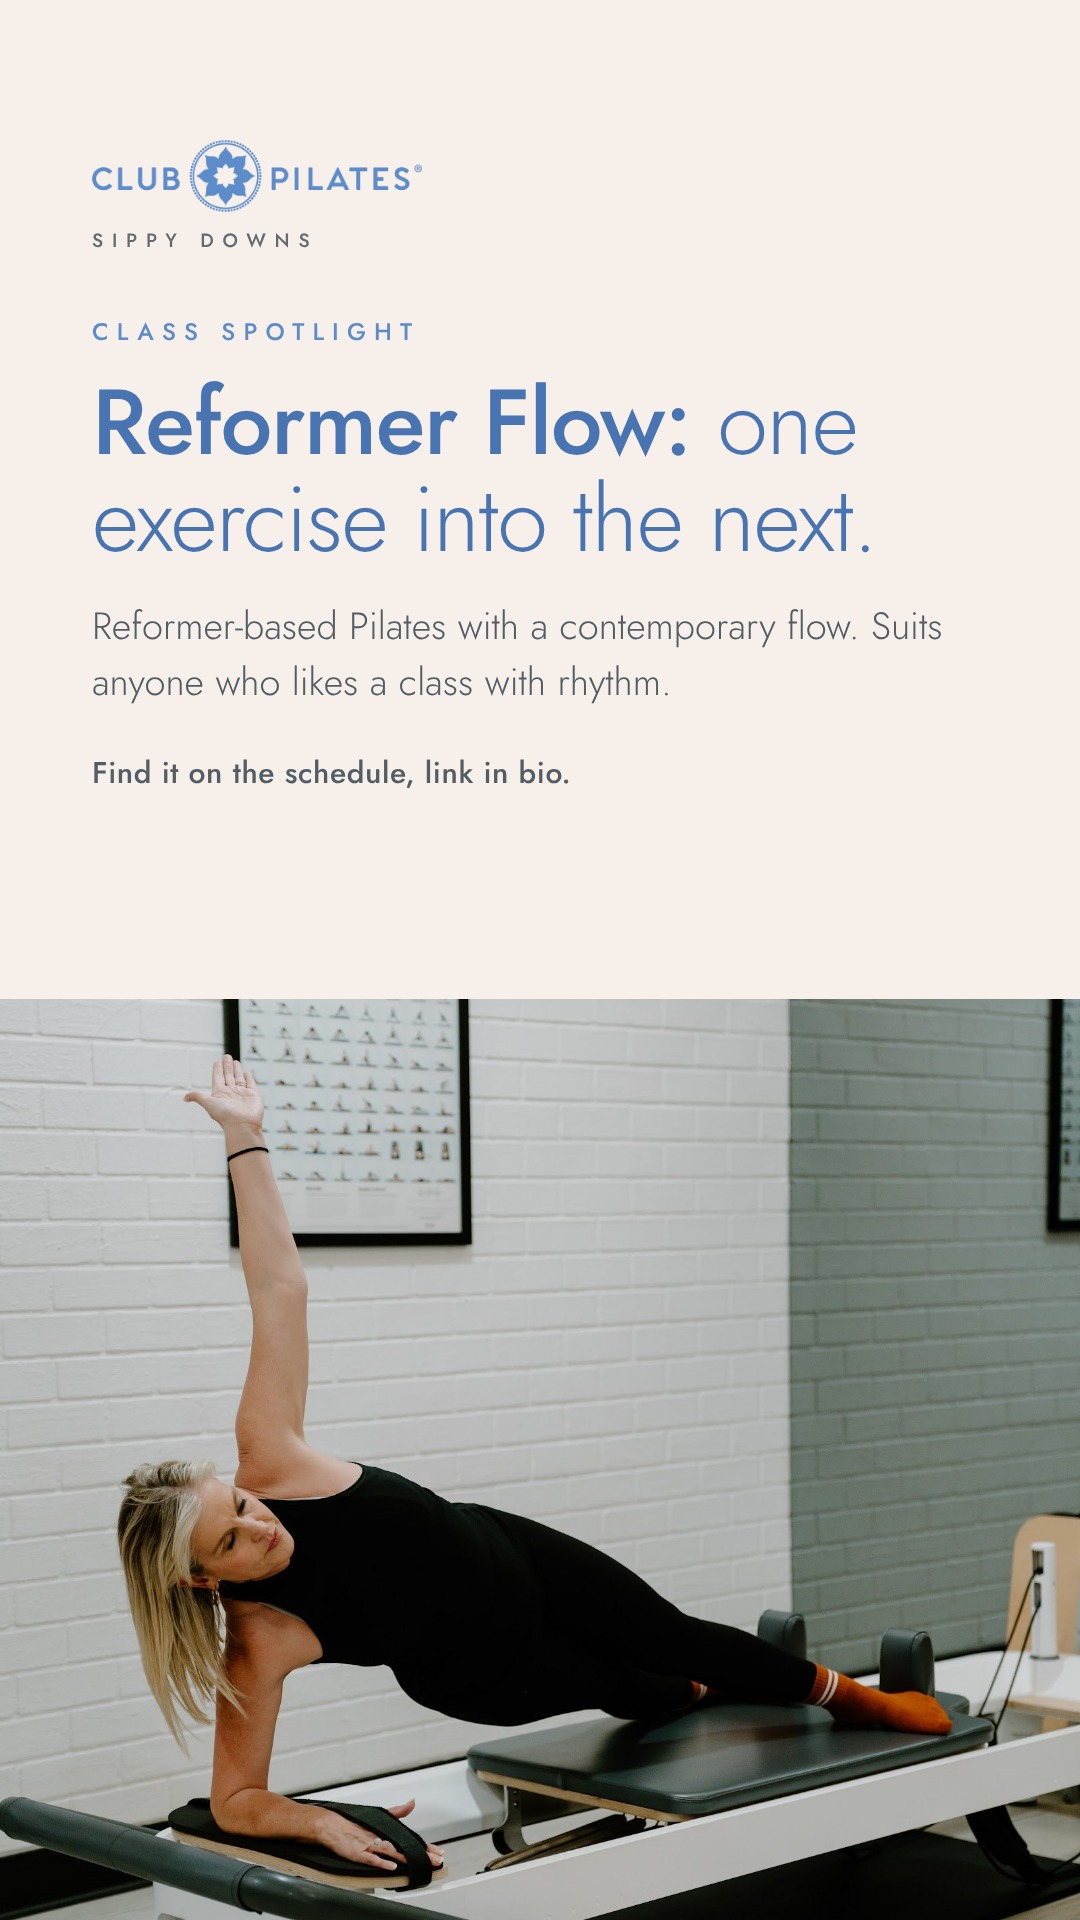 CLUB PILATES®
SIPPY DOWNS
CLASS SPOTLIGHT
Reformer Flow: one
exercise into the next.
Reformer-based Pilates with a contemporary flow. Suits
anyone who likes a class with rhythm.
Find it on the schedule, link in bio.